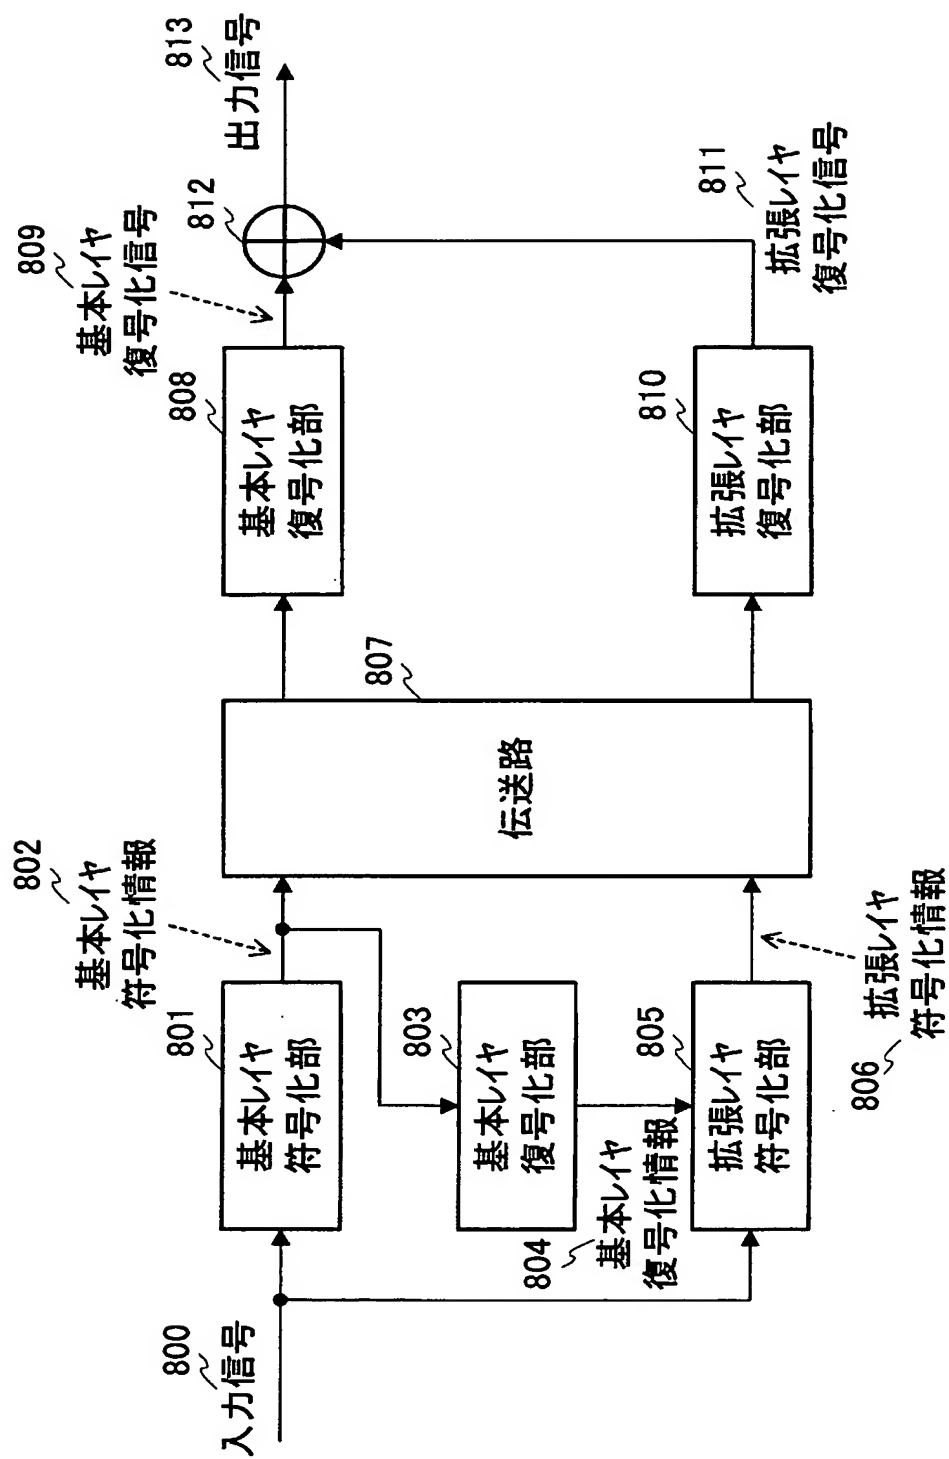 800
入力信号
801
基本レイヤ
符号化部
802
基本レイヤ
符号化情報
803
基本レイヤ
復号化部
804
基本レイヤ
復号化情報
805
拡張レイヤ
符号化部
806
拡張レイヤ
符号化情報
807
伝送路
808
基本レイヤ
復号化部
809
基本レイヤ
復号化信号
810
拡張レイヤ
復号化部
811
拡張レイヤ
復号化信号
812
813
出力信号